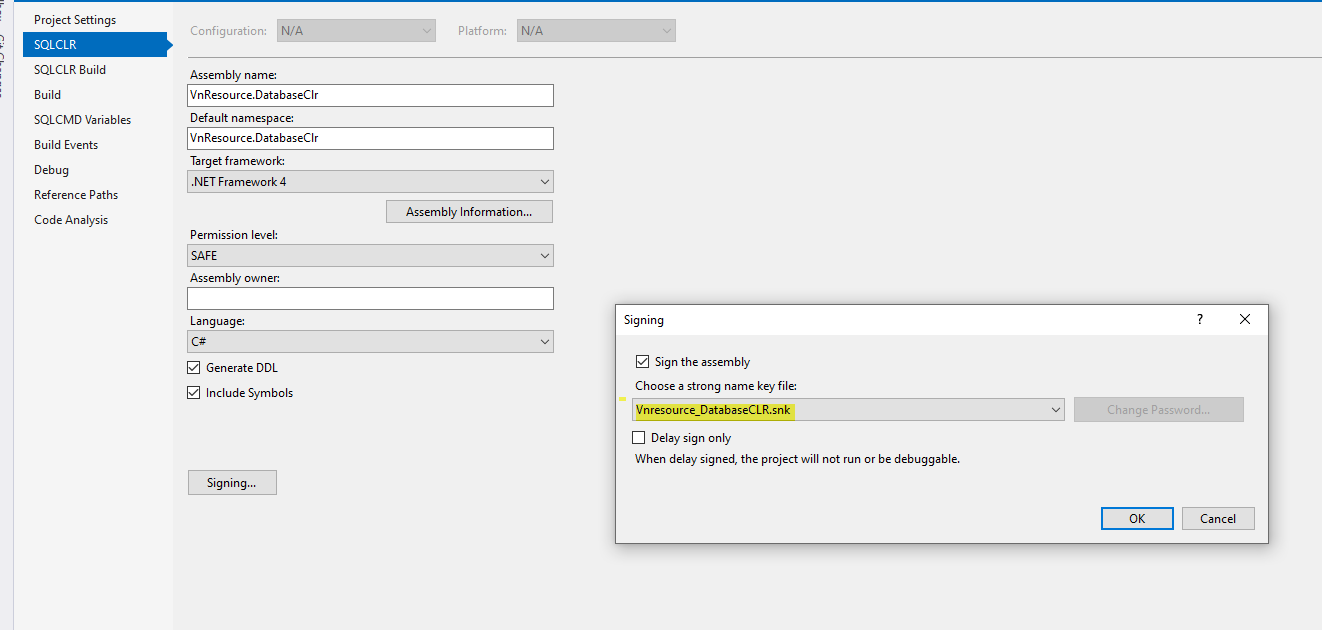 Project Settings
SQLCLR
SQLCLR Build
Build
SQLCMD Variables
Build Events
Debug
Reference Paths
Code Analysis
Configuration: N/A Platform: N/A
Assembly name:
VnResource.DatabaseClr
Default namespace:
VnResource.DatabaseClr
Target framework:
.NET Framework 4
Assembly Information...
Permission level:
SAFE
Assembly owner:
Language:
C#
Generate DDL
Include Symbols
Signing...
Signing ?
Sign the assembly
Choose a strong name key file:
Vnresource_DatabaseCLR.snk Change Password...
Delay sign only
When delay signed, the project will not run or be debuggable.
OK Cancel